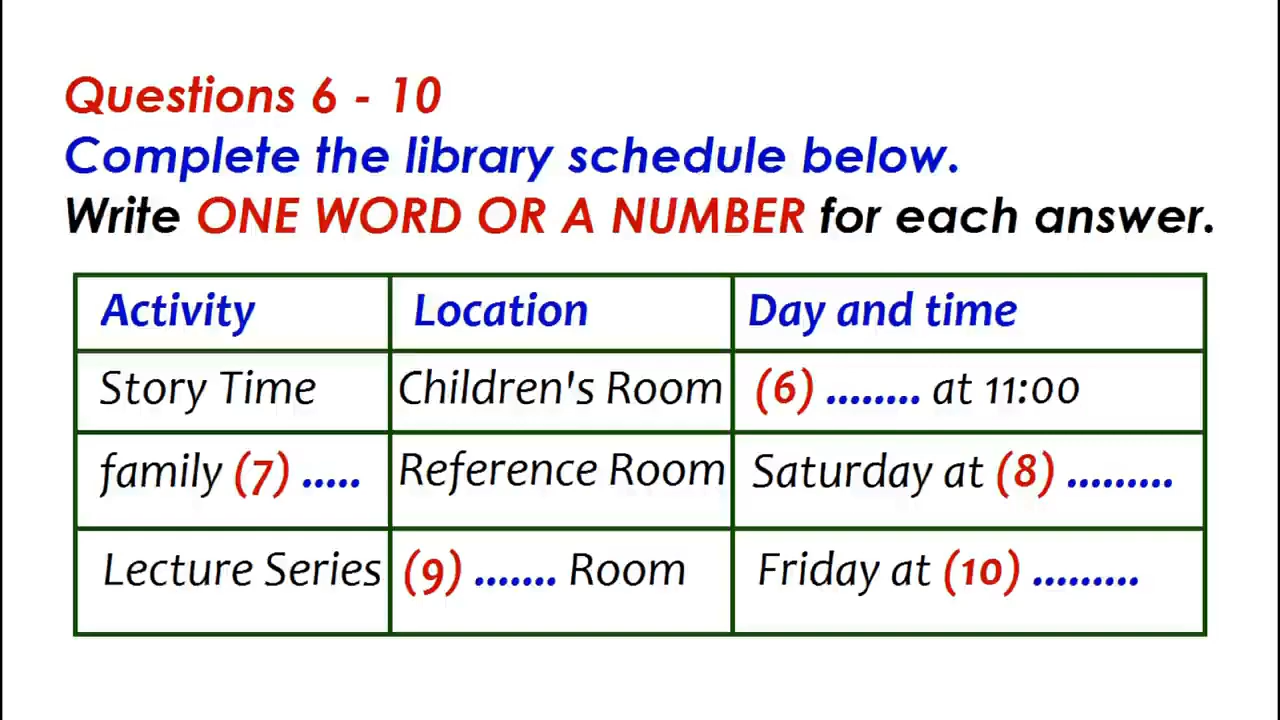 Questions 6 - 10
Complete the library schedule below.
Write ONE WORD OR A NUMBER for each answer.
Activity Location Day and time
Story Time Children's Room (6) ........ at 11:00
family (7) ..... Reference Room Saturday at (8) .........
Lecture Series (9) ....... Room Friday at (10) .........